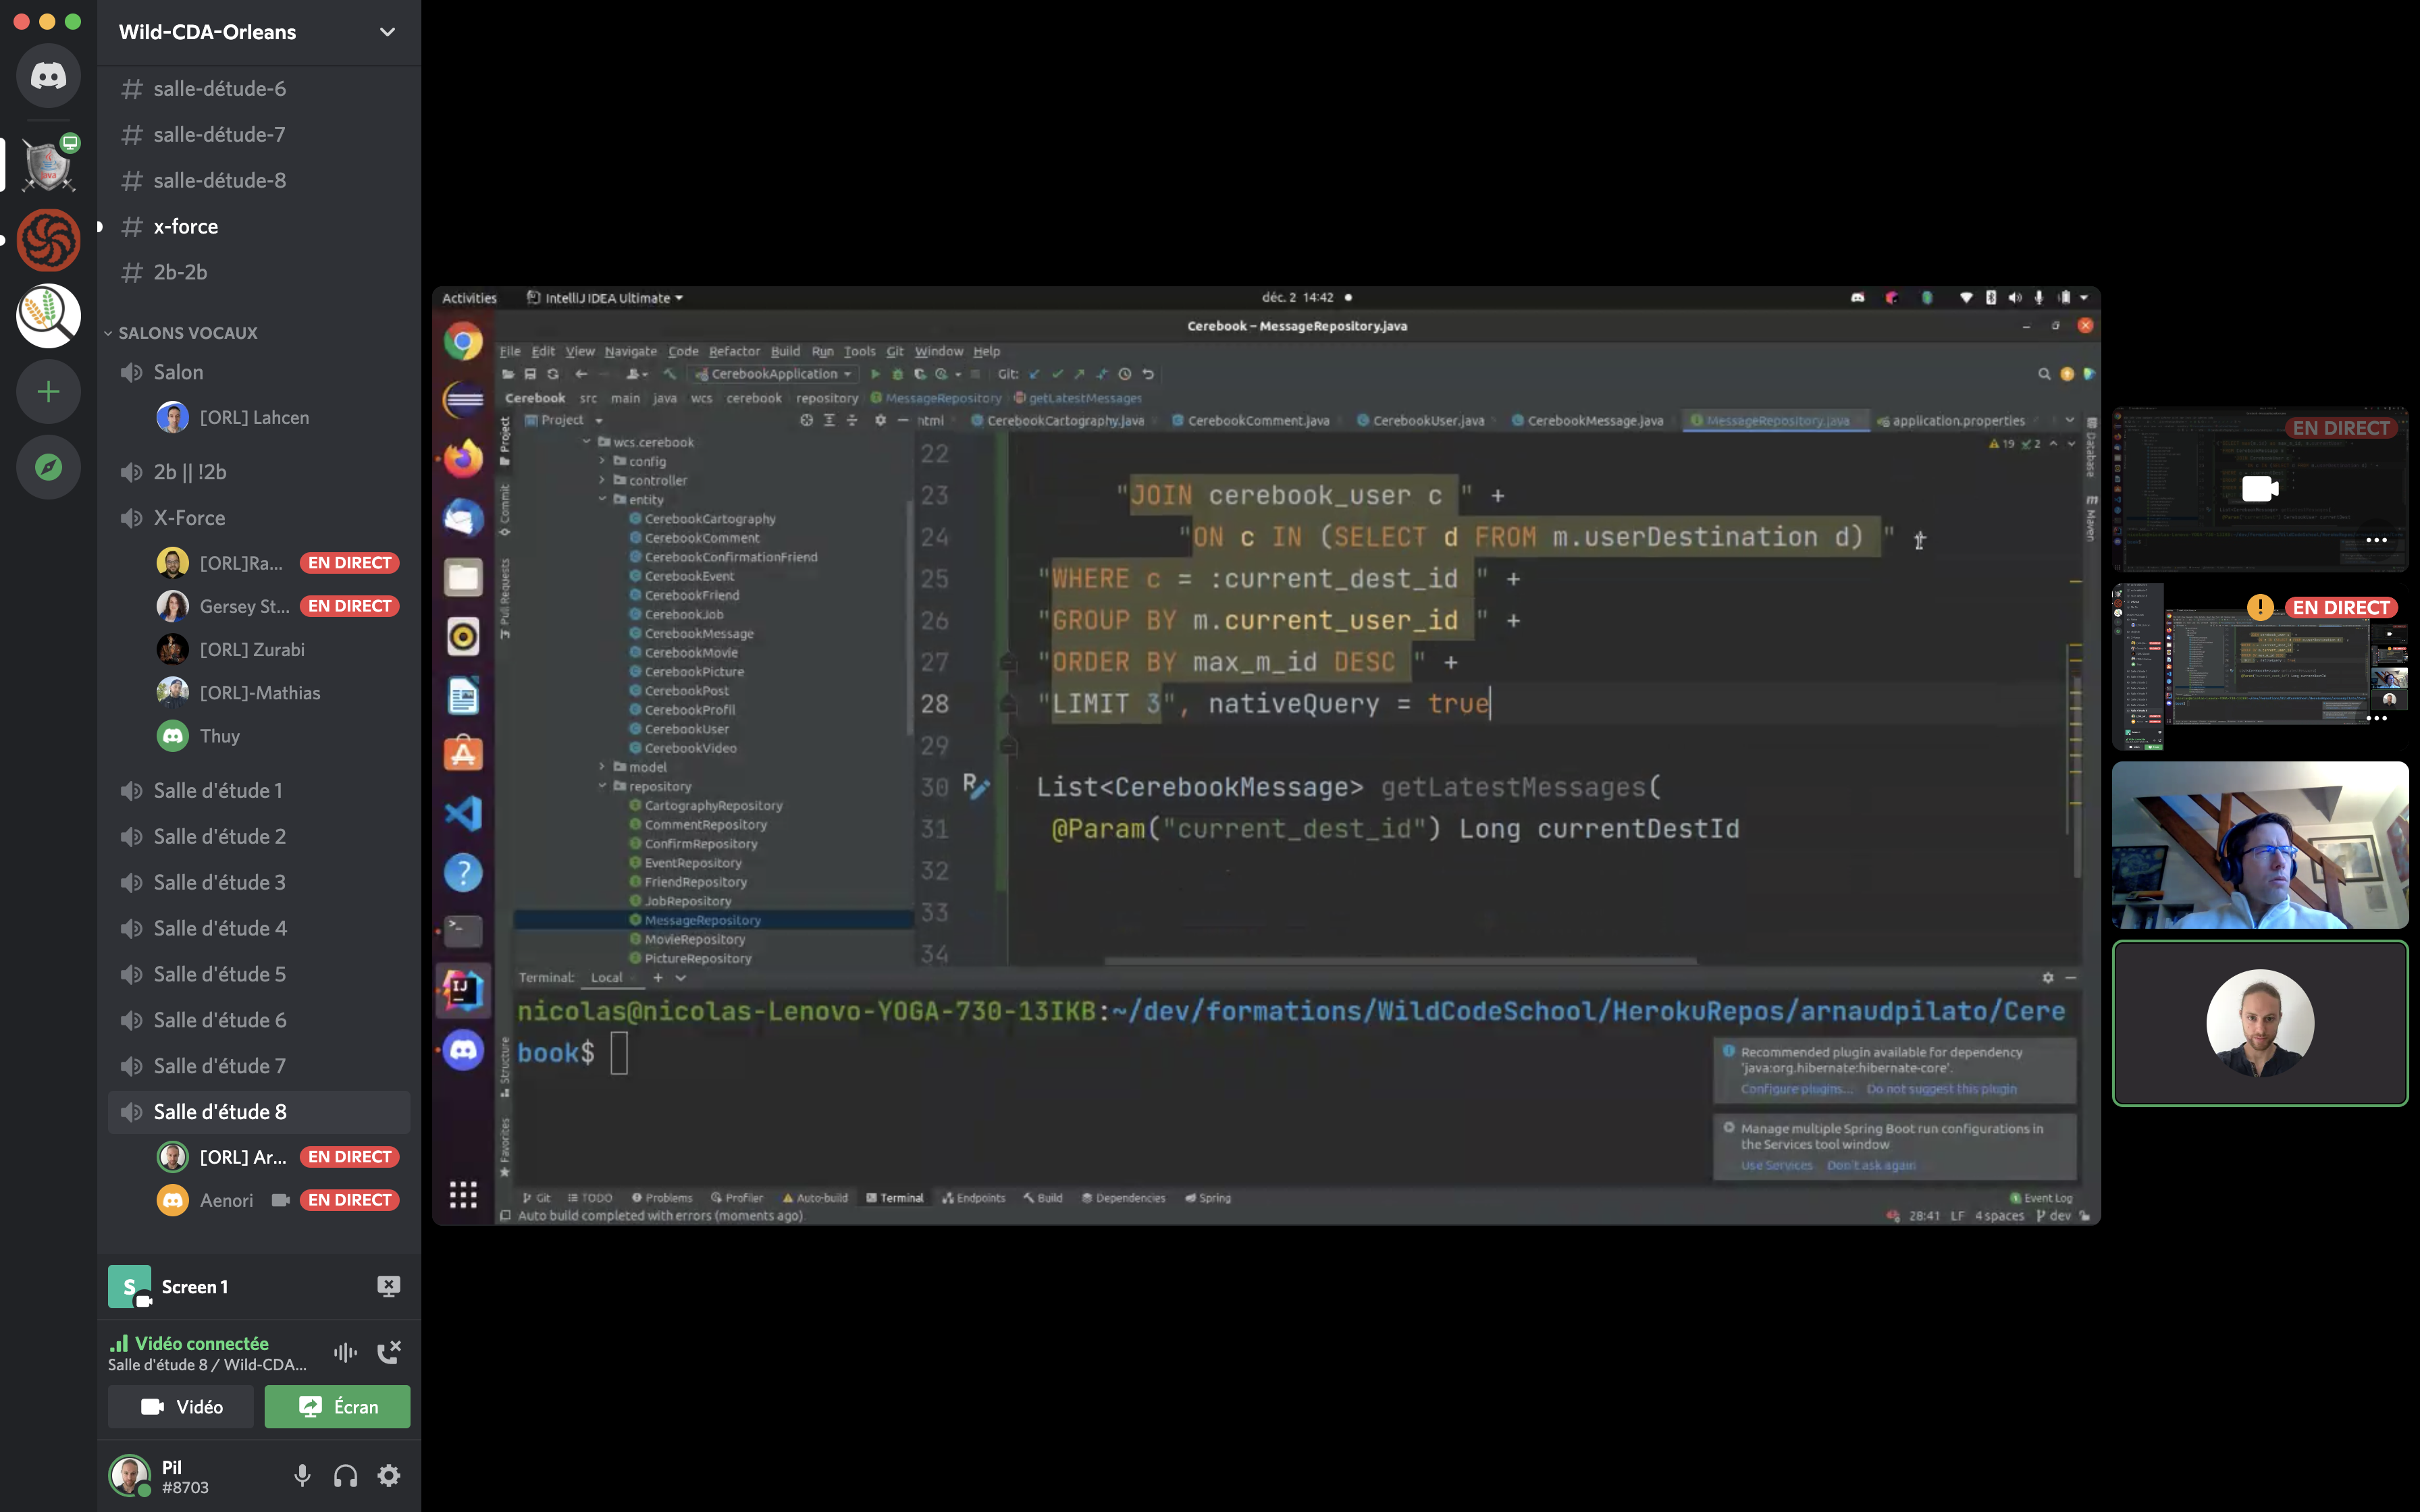 Wild-CDA-Orleans
# salle-détude-6
# salle-détude-7
# salle-détude-8
# x-force
# 2b-2b
SALONS VOCAUX
Salon
[ORL] Lahcen
2b || !2b
X-Force
[ORL]Ra... EN DIRECT
Gersey St... EN DIRECT
[ORL] Zurabi
[ORL]-Mathias
Thuy
Salle d'étude 1
Salle d'étude 2
Salle d'étude 3
Salle d'étude 4
Salle d'étude 5
Salle d'étude 6
Salle d'étude 7
Salle d'étude 8
[ORL] Ar... EN DIRECT
Aenori EN DIRECT
S Screen 1
Vidéo connectée
Salle d'étude 8 / Wild-CDA...
Vidéo Écran
Pil
#8703
Activities IntelliJ IDEA Ultimate déc. 2 14:42
Cerebook – MessageRepository.java
File Edit View Navigate Code Refactor Build Run Tools Git Window Help
CerebookApplication Git:
Cerebook src main java wcs cerebook repository MessageRepository getLatestMessages
Project html CerebookCartography.java CerebookComment.java CerebookUser.java CerebookMessage.java MessageRepository.java application.properties
Project
Commit
Pull Requests
Structure
Favorites
wcs.cerebook
config
controller
entity
CerebookCartography
CerebookComment
CerebookConfirmationFriend
CerebookEvent
CerebookFriend
CerebookJob
CerebookMessage
CerebookMovie
CerebookPicture
CerebookPost
CerebookProfil
CerebookUser
CerebookVideo
model
repository
CartographyRepository
CommentRepository
ConfirmRepository
EventRepository
FriendRepository
JobRepository
MessageRepository
MovieRepository
PictureRepository
19 2
Database
Maven
22
23 "JOIN cerebook_user c " +
24 "ON c IN (SELECT d FROM m.userDestination d) " +
25 "WHERE c = :current_dest_id " +
26 "GROUP BY m.current_user_id " +
27 "ORDER BY max_m_id DESC " +
28 "LIMIT 3", nativeQuery = true
29
30 List<CerebookMessage> getLatestMessages(
31 @Param("current_dest_id") Long currentDestId
32
33
34
Terminal: Local
nicolas@nicolas-Lenovo-YOGA-730-13IKB:~/dev/formations/WildCodeSchool/HerokuRepos/arnaudpilato/Cere
book$
Recommended plugin available for dependency
'java:org.hibernate:hibernate-core'.
Configure plugins... Do not suggest this plugin
Manage multiple Spring Boot run configurations in
the Services tool window
Use Services Don't ask again
Git TODO Problems Profiler Auto-build Terminal Endpoints Build Dependencies Spring Event Log
Auto build completed with errors (moments ago) 28:41 LF 4 spaces dev
EN DIRECT
EN DIRECT